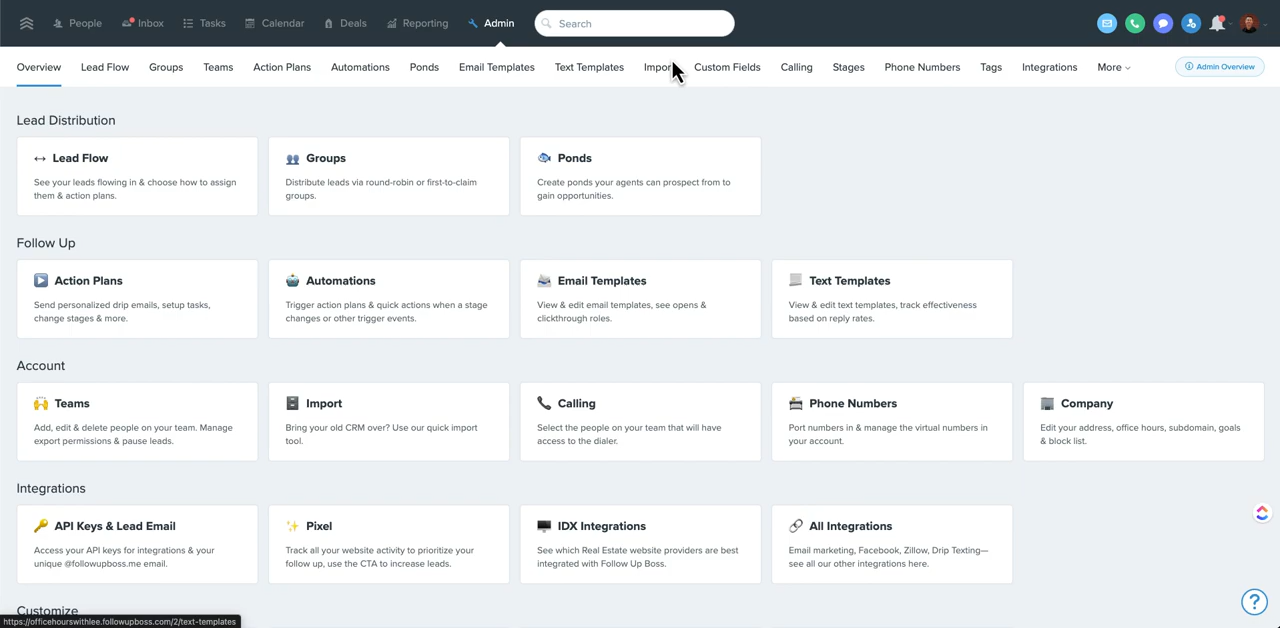 People Inbox Tasks Calendar Deals Reporting Admin Search
Overview Lead Flow Groups Teams Action Plans Automations Ponds Email Templates Text Templates Import Custom Fields Calling Stages Phone Numbers Tags Integrations More Admin Overview
Lead Distribution
Lead Flow
See your leads flowing in & choose how to assign
them & action plans.
Groups
Distribute leads via round-robin or first-to-claim
groups.
Ponds
Create ponds your agents can prospect from to
gain opportunities.
Follow Up
Action Plans
Send personalized drip emails, setup tasks,
change stages & more.
Automations
Trigger action plans & quick actions when a stage
changes or other trigger events.
Email Templates
View & edit email templates, see opens &
clickthrough roles.
Text Templates
View & edit text templates, track effectiveness
based on reply rates.
Account
Teams
Add, edit & delete people on your team. Manage
export permissions & pause leads.
Import
Bring your old CRM over? Use our quick import
tool.
Calling
Select the people on your team that will have
access to the dialer.
Phone Numbers
Port numbers in & manage the virtual numbers in
your account.
Company
Edit your address, office hours, subdomain, goals
& block list.
Integrations
API Keys & Lead Email
Access your API keys for integrations & your
unique @followupboss.me email.
Pixel
Track all your website activity to prioritize your
follow up, use the CTA to increase leads.
IDX Integrations
See which Real Estate website providers are best
integrated with Follow Up Boss.
All Integrations
Email marketing, Facebook, Zillow, Drip Texting—
see all our other integrations here.
Customize
https://officehourswithlee.followupboss.com/2/text-templates
?